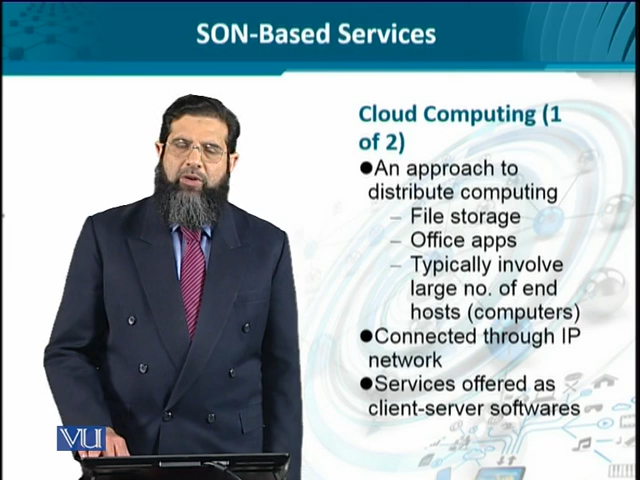 SON-Based Services
Cloud Computing (1
of 2)
●An approach to
distribute computing
– File storage
– Office apps
– Typically involve
large no. of end
hosts (computers)
●Connected through IP
network
●Services offered as
client-server softwares
VU